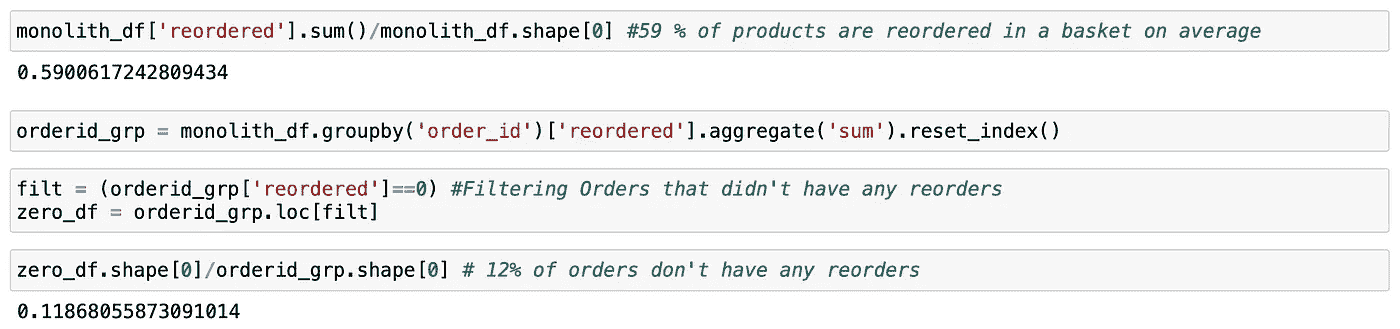 monolith_df['reordered'].sum()/monolith_df.shape[0] #59 % of products are reordered in a basket on average
0.5900617242809434
orderid_grp = monolith_df.groupby('order_id')['reordered'].aggregate('sum').reset_index()
filt = (orderid_grp['reordered']==0) #Filtering Orders that didn't have any reorders
zero_df = orderid_grp.loc[filt]
zero_df.shape[0]/orderid_grp.shape[0] # 12% of orders don't have any reorders
0.11868055873091014